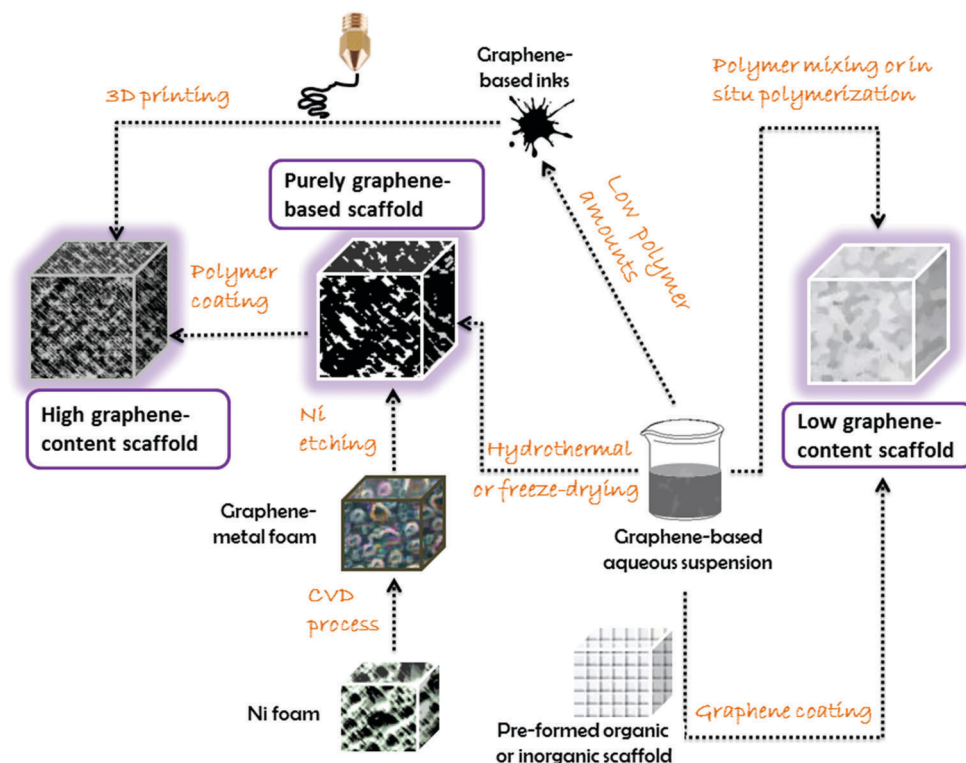 Graphene-
based inks
Polymer mixing or in
situ polymerization
3D printing
Purely graphene-
based scaffold
Low polymer
amounts
Polymer
coating
High graphene-
content scaffold
Ni
etching
Hydrothermal
or freeze-drying
Low graphene-
content scaffold
Graphene-
metal foam
Graphene-based
aqueous suspension
CVD
process
Ni foam
Graphene coating
Pre-formed organic
or inorganic scaffold